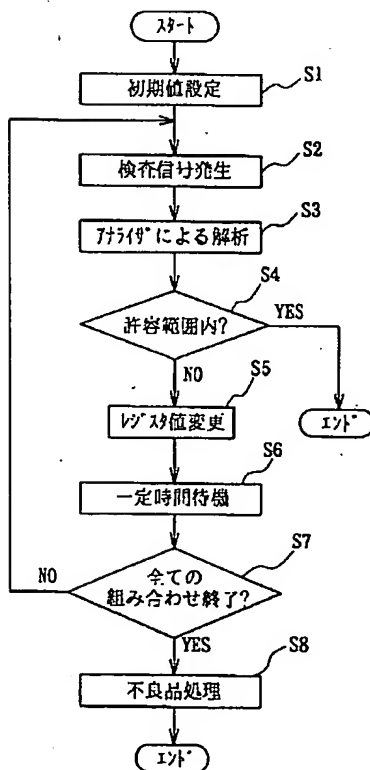 スタート
S1
初期値設定
S2
検査信号発生
S3
アナライザによる解析
S4
許容範囲内?
YES
NO
S5
エンド
レジスタ値変更
S6
一定時間待機
S7
NO
全ての
組み合わせ終了?
YES
S8
不良品処理
エンド